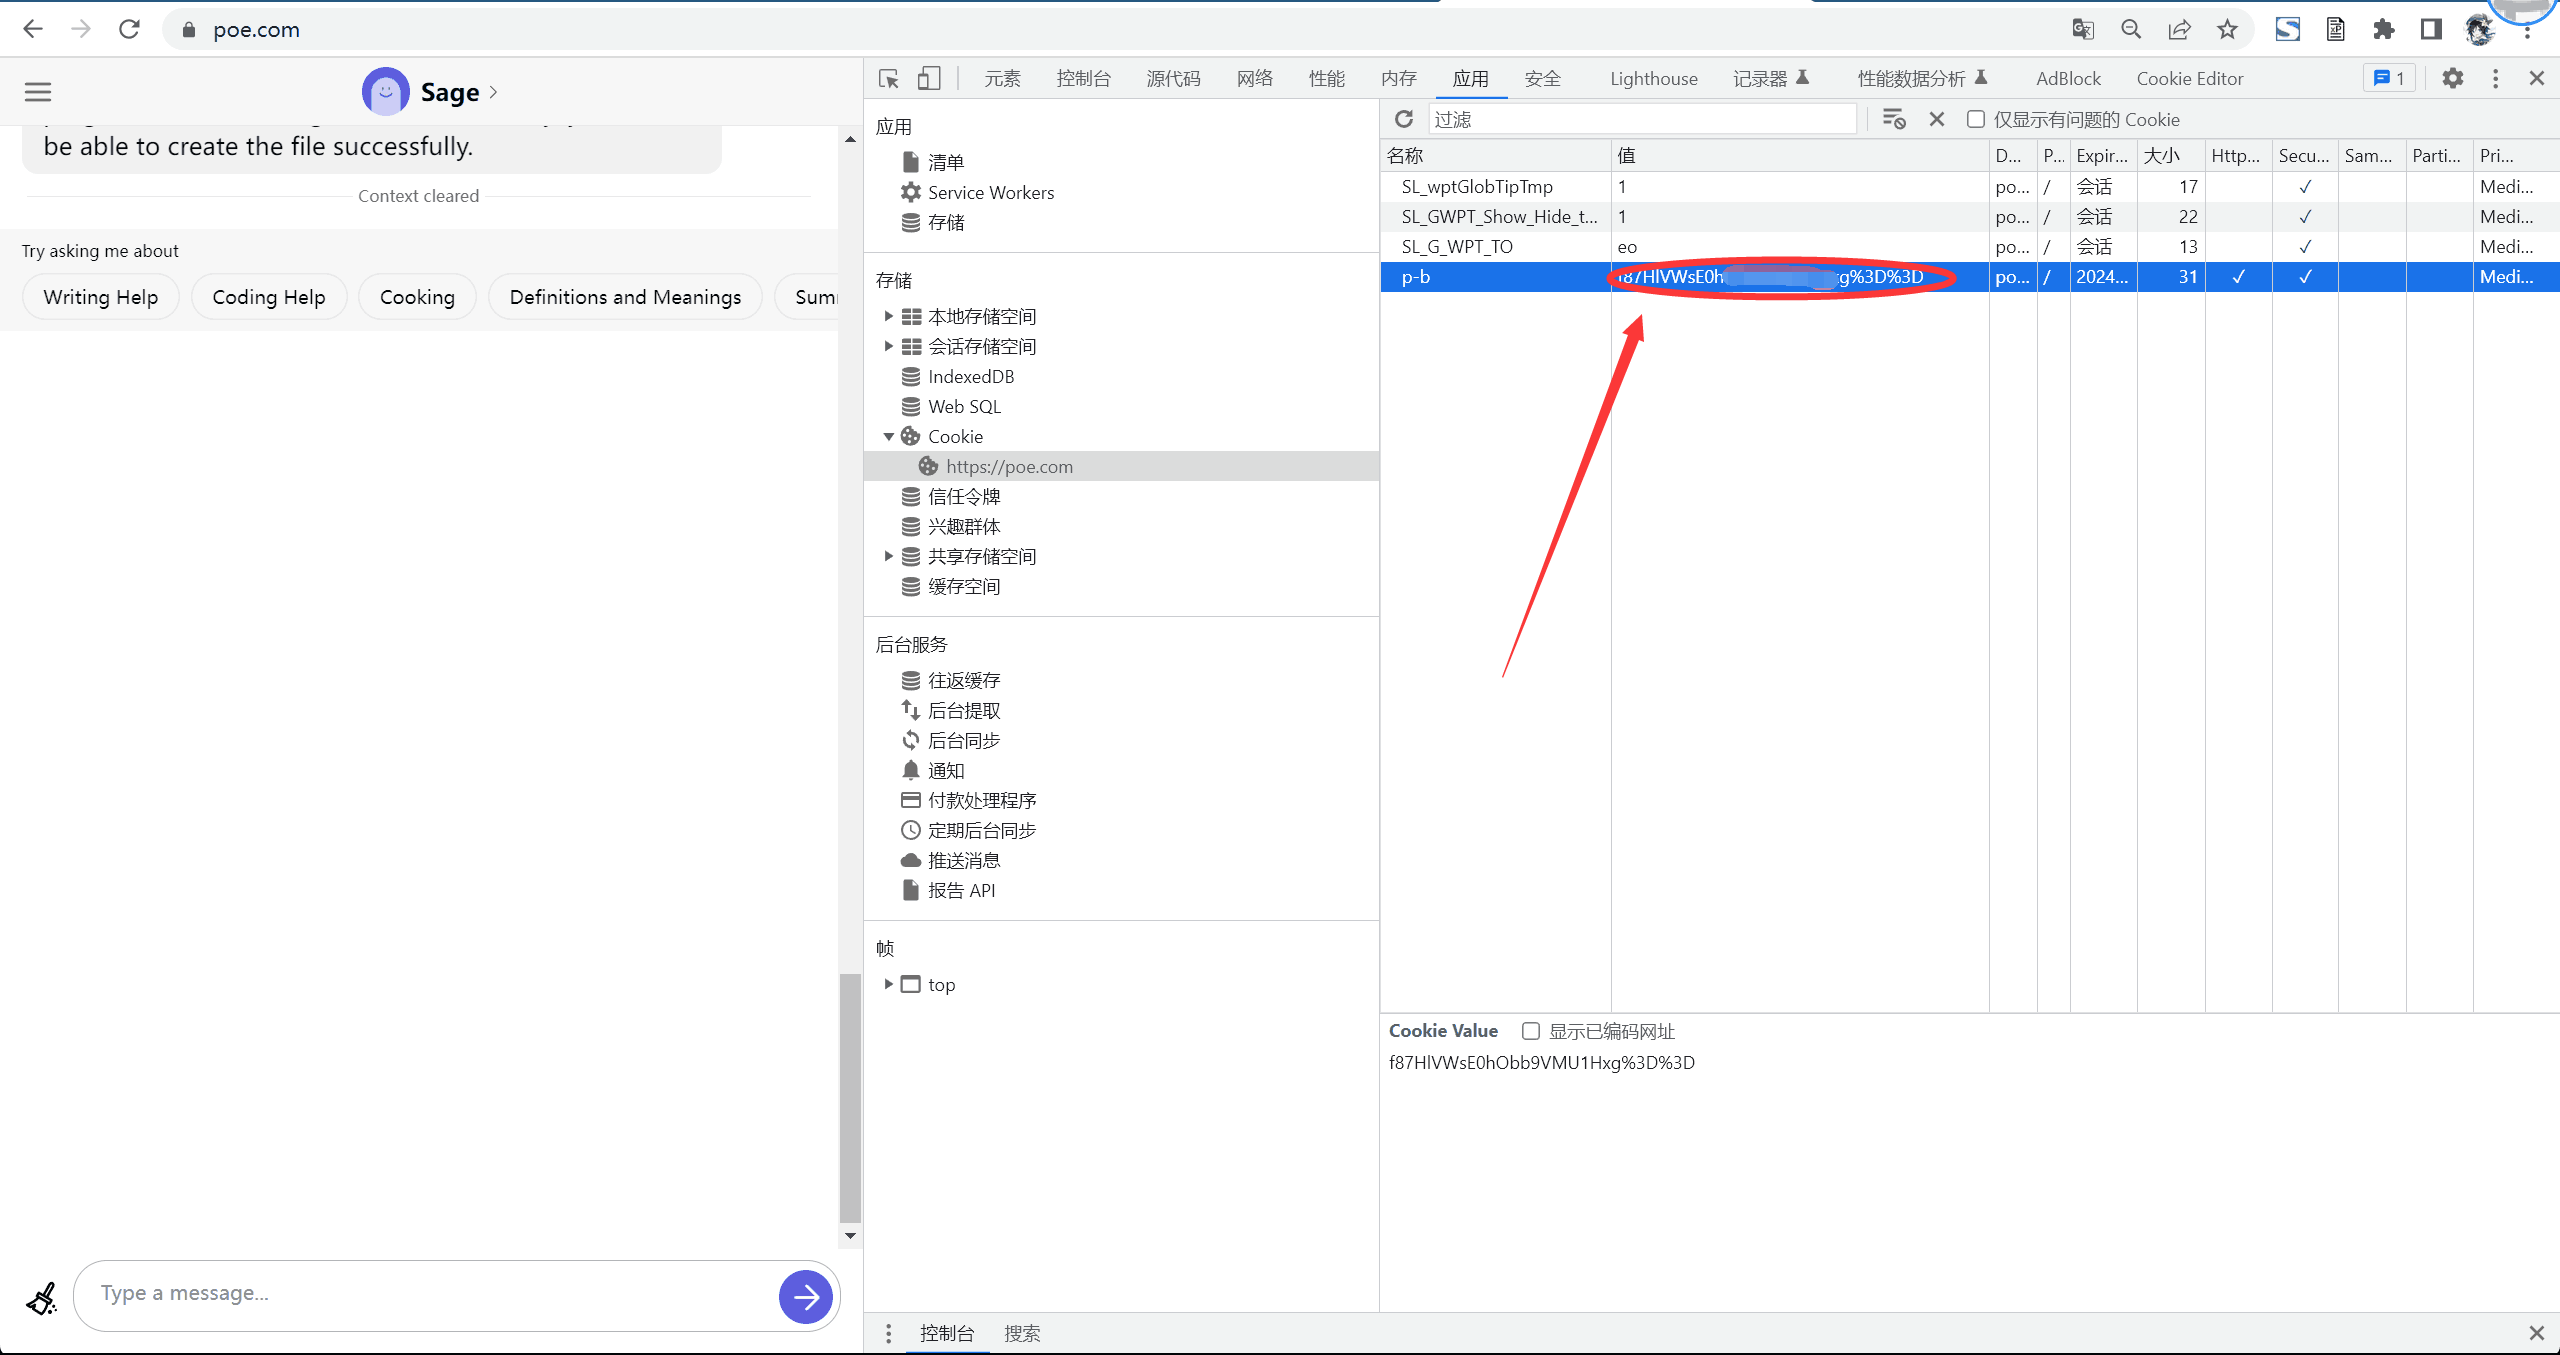 poe.com
Sage
be able to create the file successfully.
Context cleared
Try asking me about
Writing Help
Coding Help
Cooking
Definitions and Meanings
元素 控制台 源代码 网络 性能 内存 应用 安全 Lighthouse 记录器 性能数据分析 AdBlock Cookie Editor 1
应用
清单
Service Workers
存储
存储
本地存储空间
会话存储空间
IndexedDB
Web SQL
Cookie
https://poe.com
信任令牌
兴趣群体
共享存储空间
缓存空间
后台服务
往返缓存
后台提取
后台同步
通知
付款处理程序
定期后台同步
推送消息
报告 API
帧
top
过滤 仅显示有问题的 Cookie
名称 值 D... P... Expir... 大小 Http... Secu... Sam... Parti... Pri...
SL_wptGlobTipTmp 1 po... / 会话 17 ✓ Medi...
SL_GWPT_Show_Hide_t... 1 po... / 会话 22 ✓ Medi...
SL_G_WPT_TO eo po... / 会话 13 ✓ Medi...
p-b f87HlVWsE0h g%3D%3D po... / 2024... 31 ✓ ✓ Medi...
Cookie Value 显示已编码网址
f87HlVWsE0hObb9VMU1Hxg%3D%3D
Type a message...
控制台 搜索